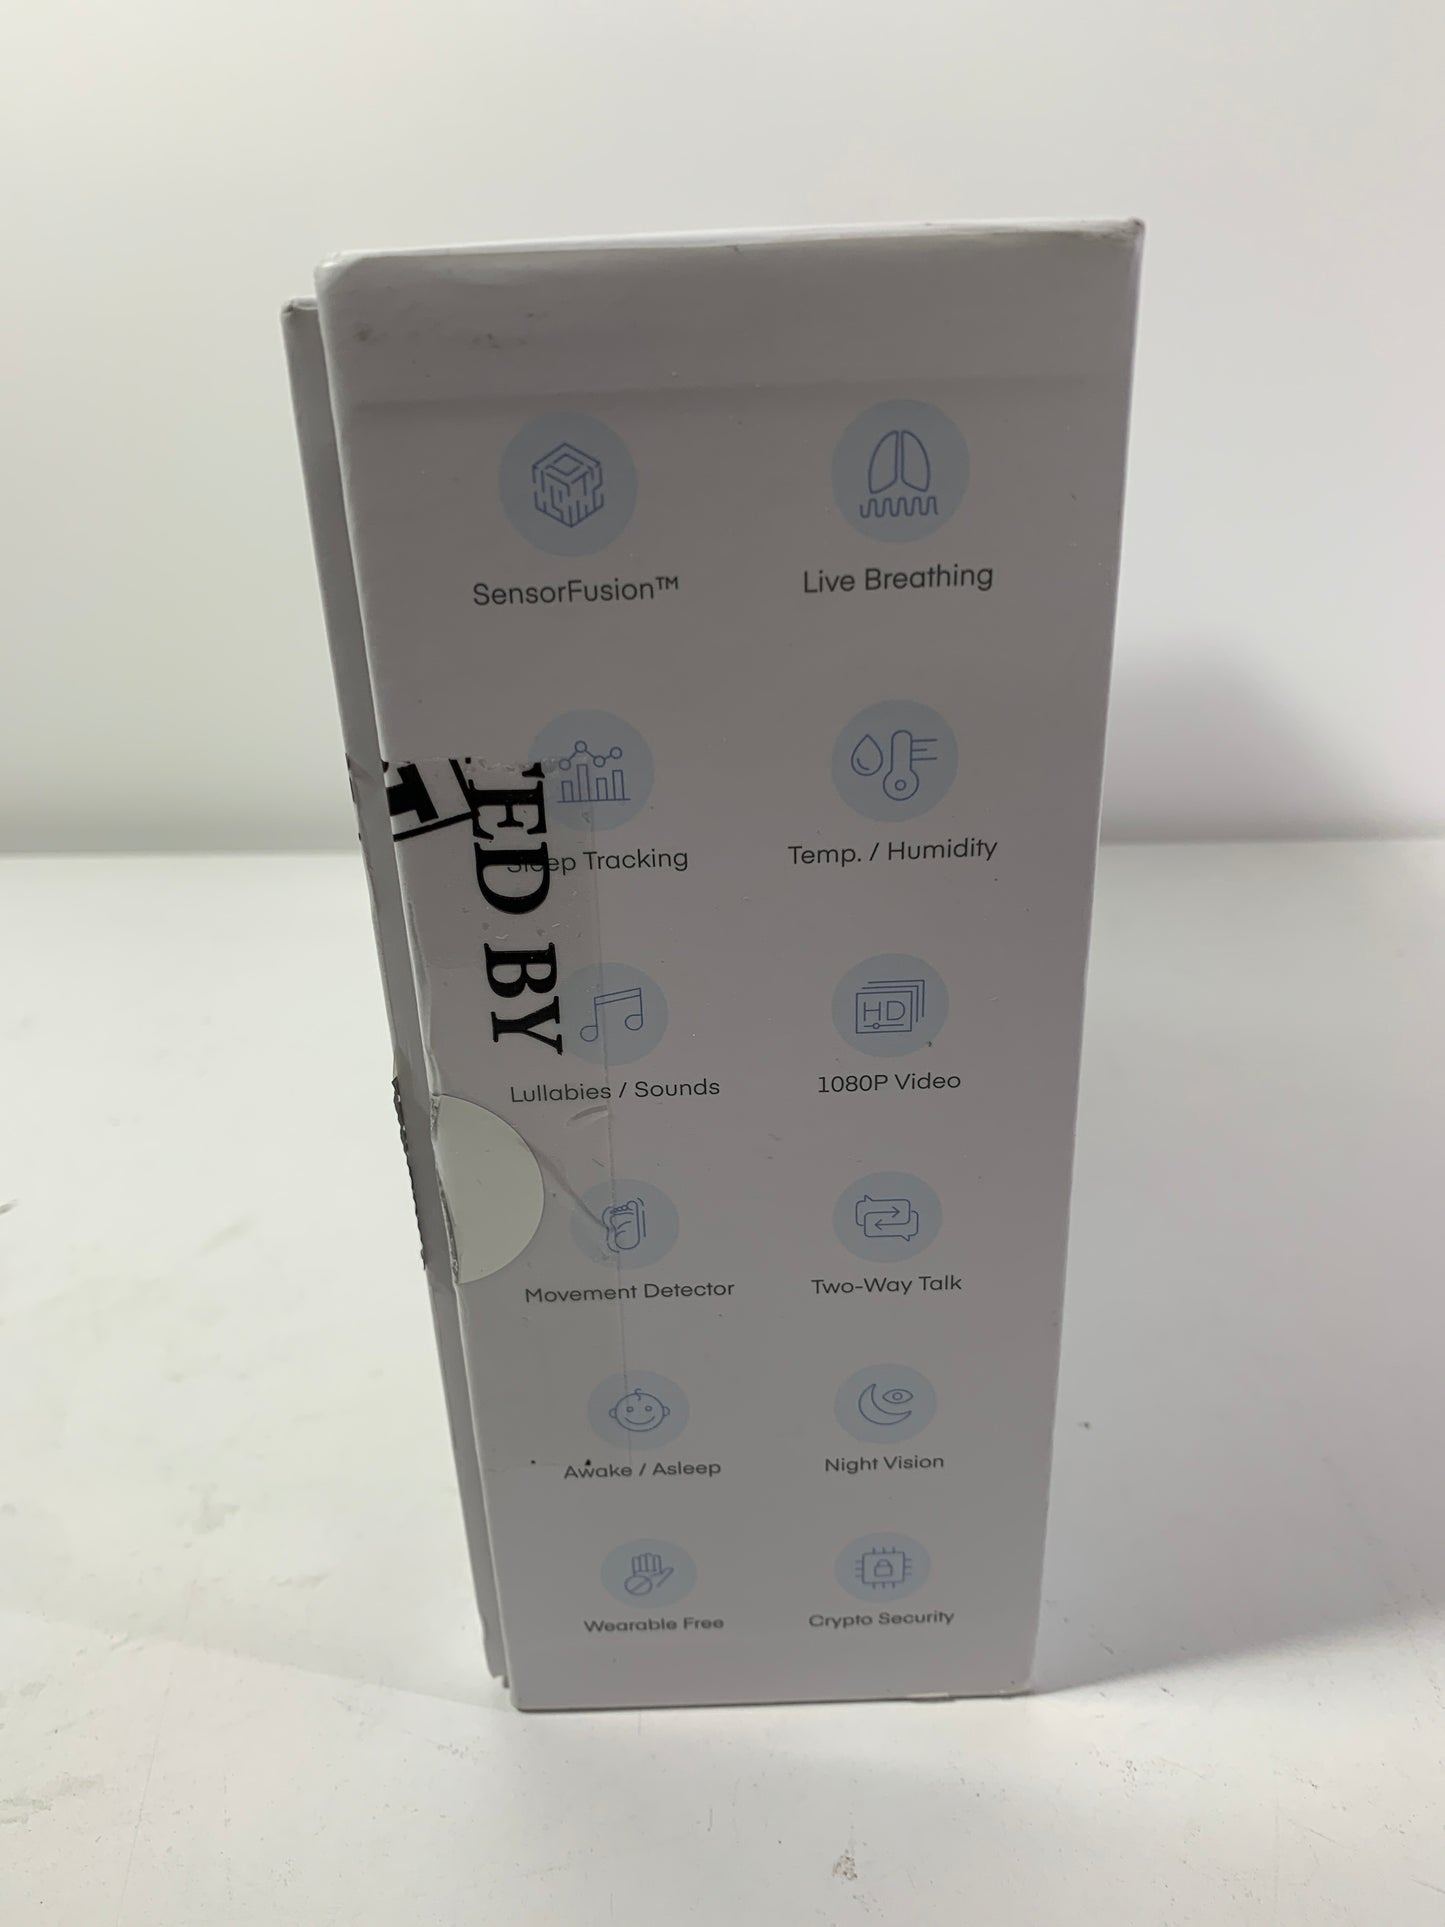 SensorFusion™ Live Breathing
Sleep Tracking Temp. / Humidity
ED BY
HD
Lullabies / Sounds 1080P Video
Movement Detector Two-Way Talk
Awake / Asleep Night Vision
Wearable Free Crypto Security